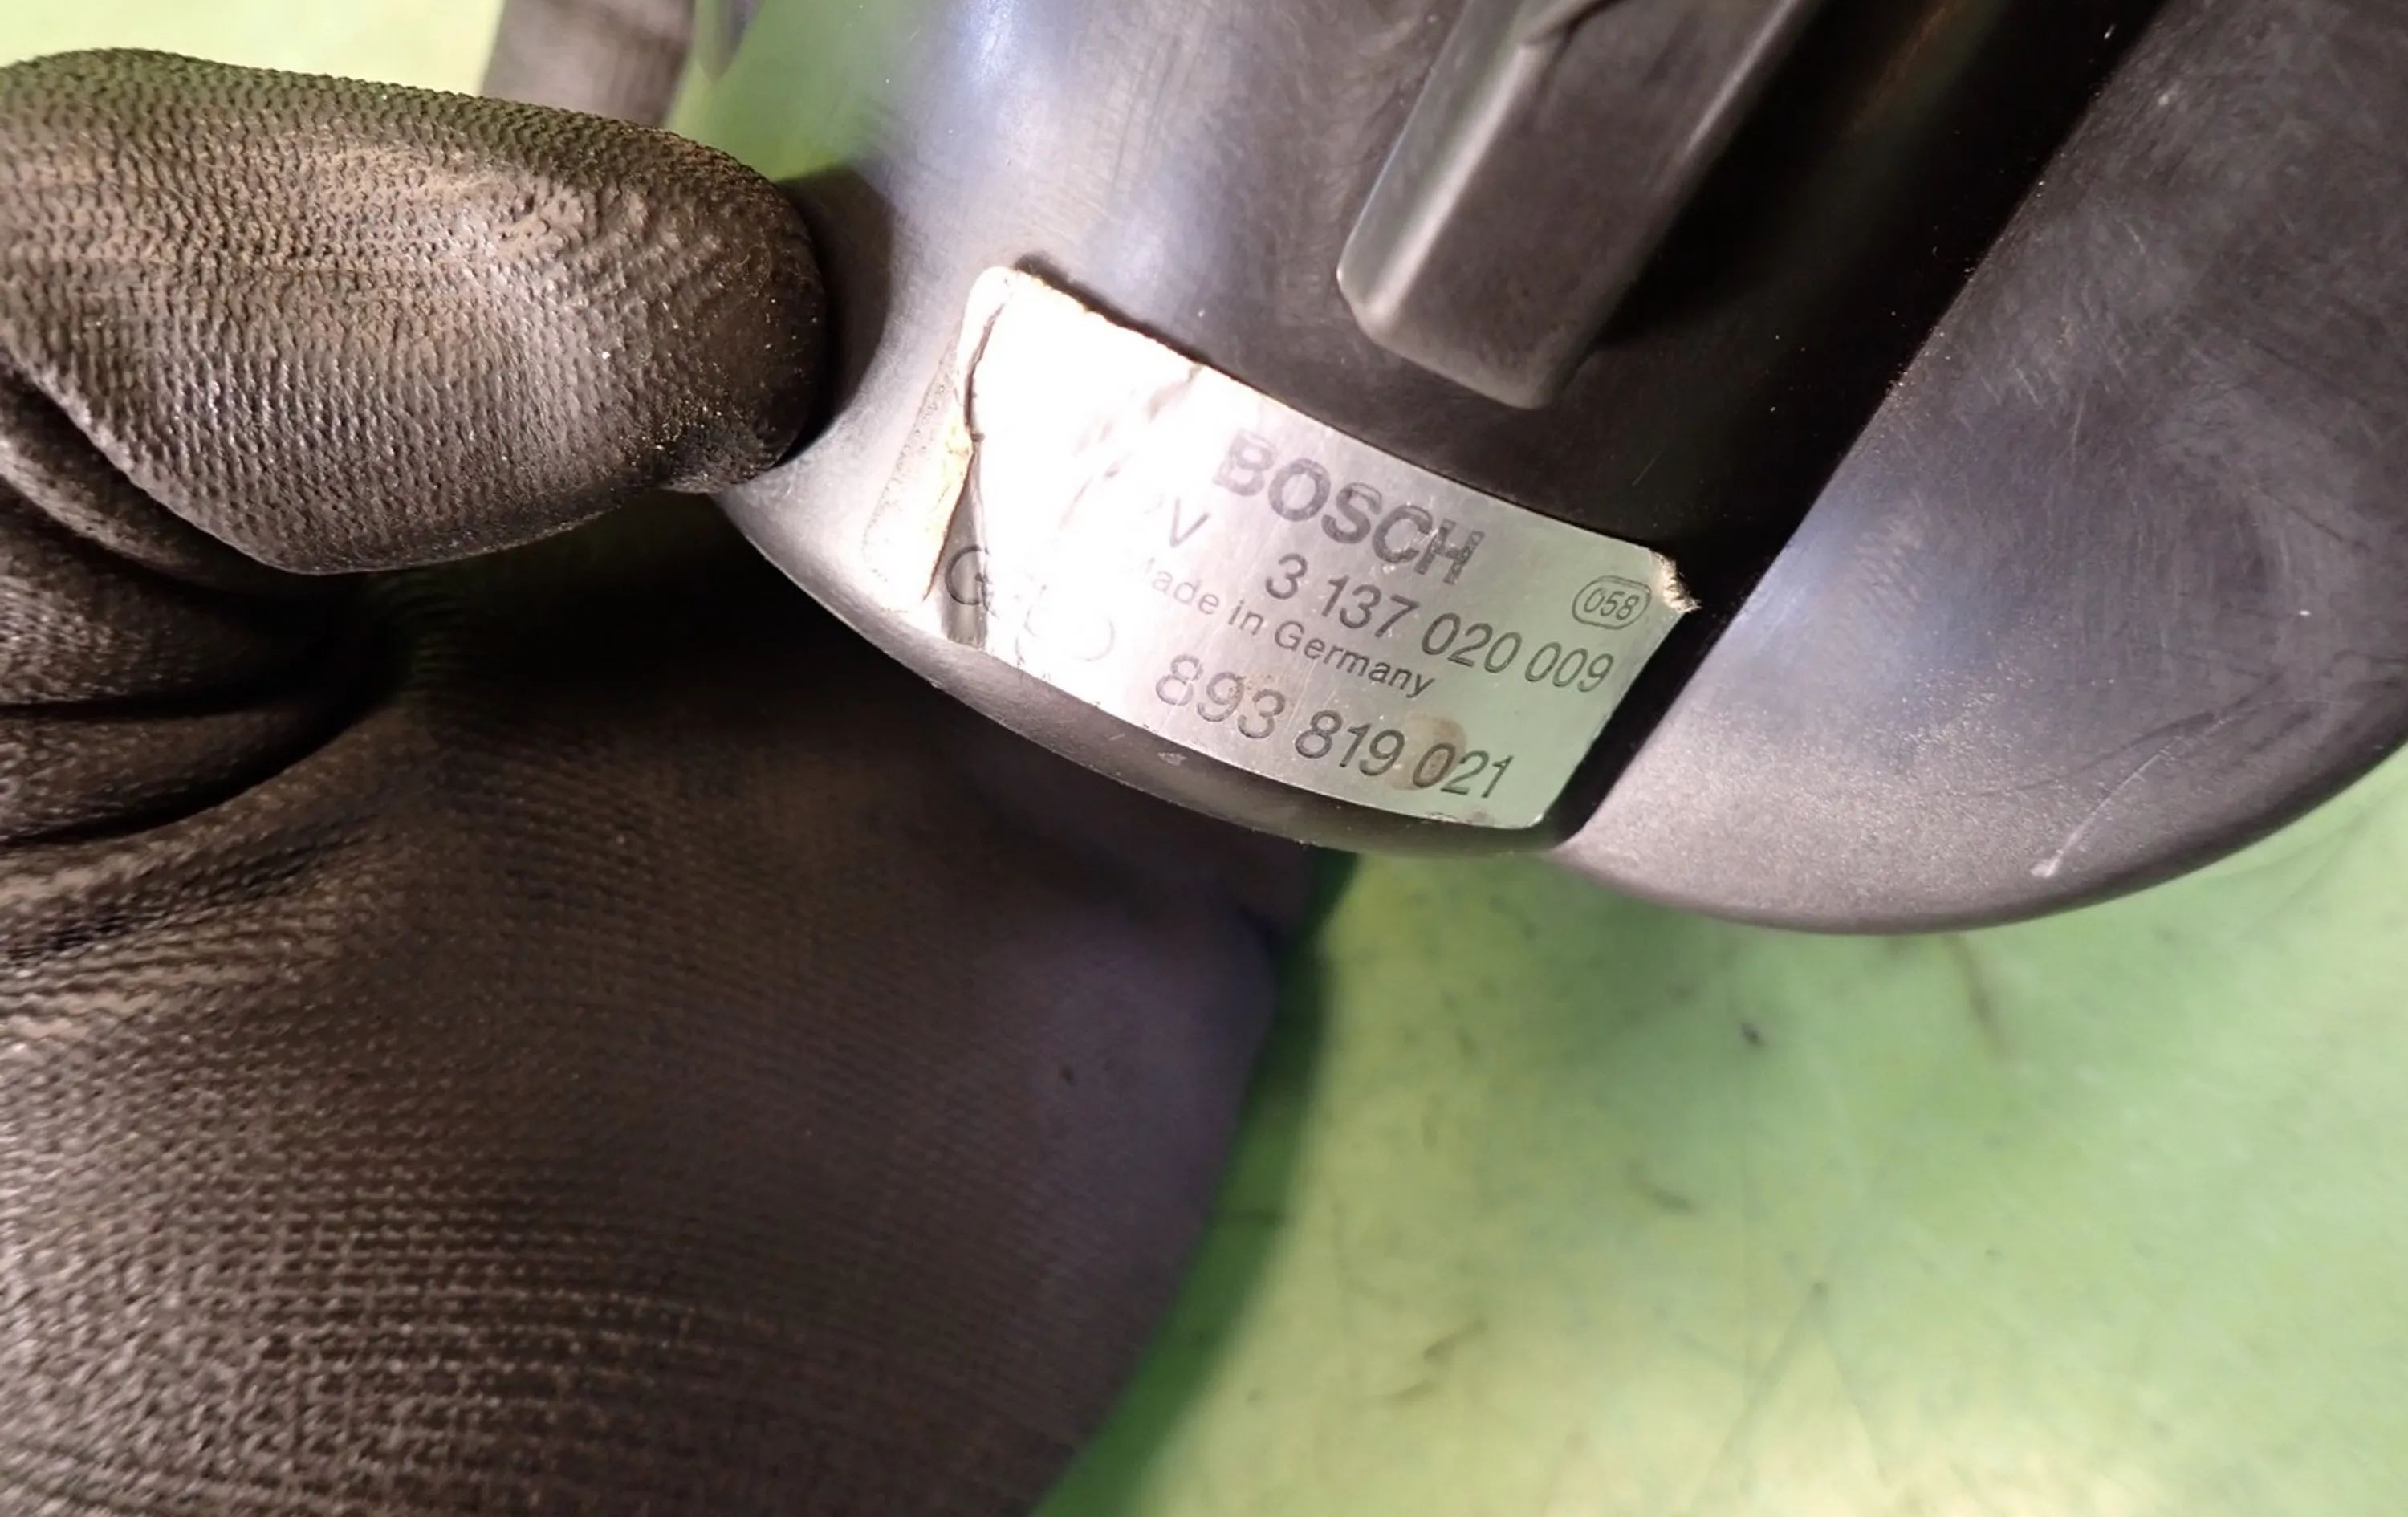 BOSCH
V 3 137 020 009
058
Made in Germany
893 819 021